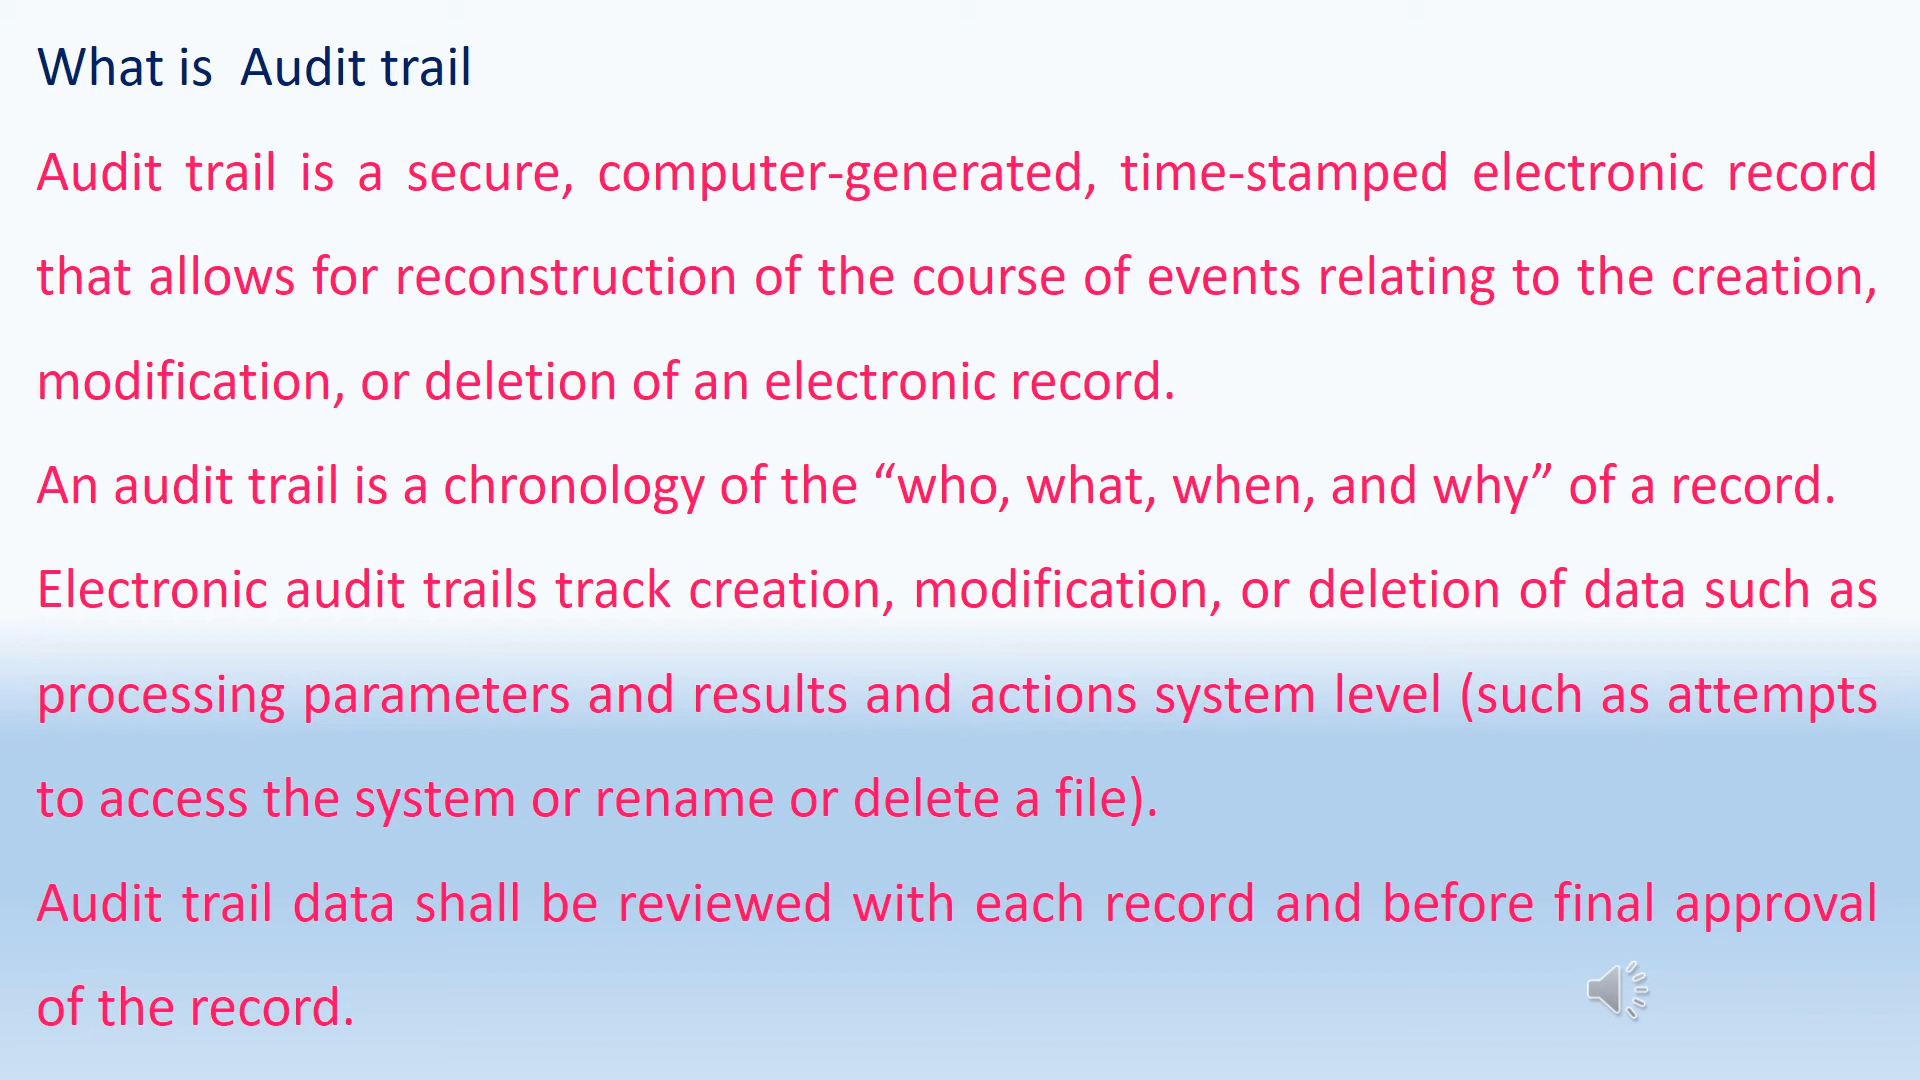 What is  Audit trail
Audit trail is a secure, computer-generated, time-stamped electronic record
that allows for reconstruction of the course of events relating to the creation,
modification, or deletion of an electronic record.
An audit trail is a chronology of the “who, what, when, and why” of a record.
Electronic audit trails track creation, modification, or deletion of data such as
processing parameters and results and actions system level (such as attempts
to access the system or rename or delete a file).
Audit trail data shall be reviewed with each record and before final approval
of the record.